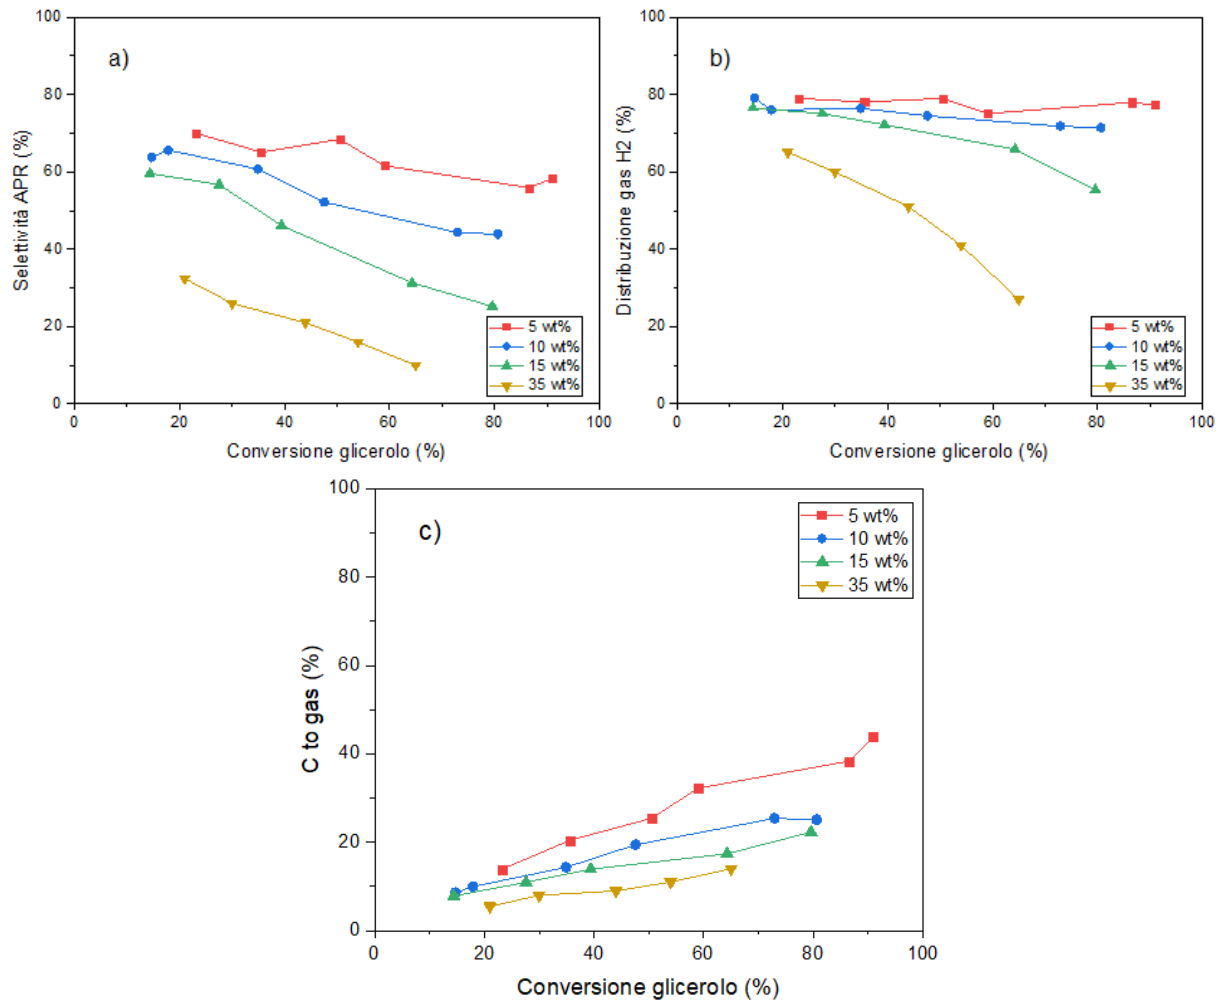 a)
Selettività APR (%)
100
80
60
40
20
0
0 20 40 60 80 100
Conversione glicerolo (%)
5 wt%
10 wt%
15 wt%
35 wt%
b)
Distribuzione gas H2 (%)
100
80
60
40
20
0
0 20 40 60 80 100
Conversione glicerolo (%)
5 wt%
10 wt%
15 wt%
35 wt%
c)
C to gas (%)
100
80
60
40
20
0
0 20 40 60 80 100
Conversione glicerolo (%)
5 wt%
10 wt%
15 wt%
35 wt%